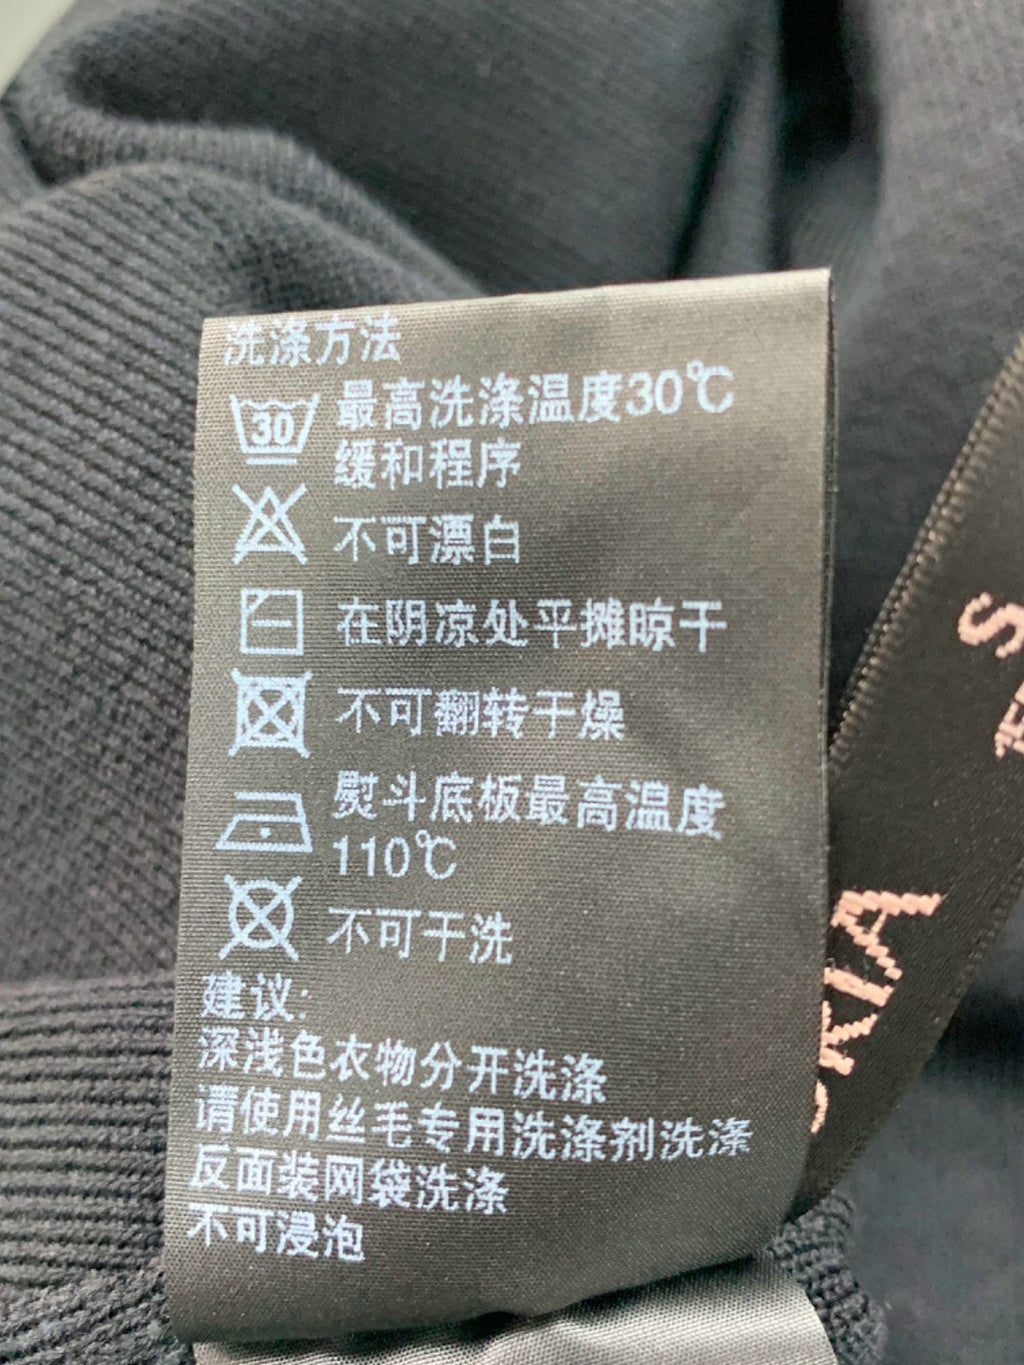 洗涤方法
30 最高洗涤温度30℃
缓和程序
不可漂白
在阴凉处平摊晾干
不可翻转干燥
熨斗底板最高温度
110℃
不可干洗
建议:
深浅色衣物分开洗涤
请使用丝毛专用洗涤剂洗涤
反面装网袋洗涤
不可浸泡